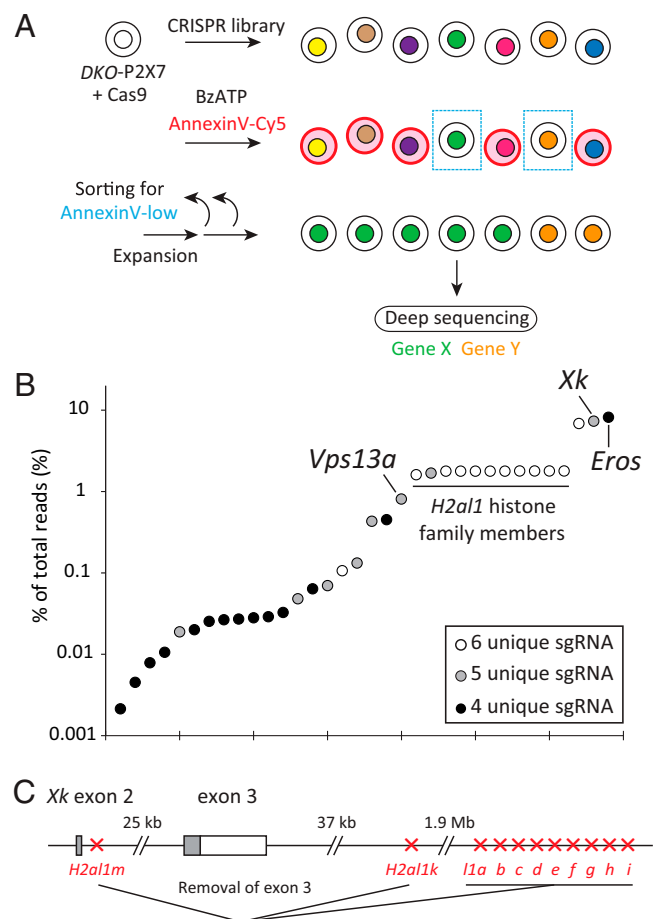 A
CRISPR library
DKO-P2X7
+ Cas9
BzATP
AnnexinV-Cy5
Sorting for
AnnexinV-low
Expansion
Deep sequencing
Gene X Gene Y
B
% of total reads (%)
10
1
0.1
0.01
0.001
Vps13a
Xk
Eros
H2al1 histone
family members
6 unique sgRNA
5 unique sgRNA
4 unique sgRNA
C
Xk exon 2 exon 3
25 kb 37 kb 1.9 Mb
H2al1m H2al1k l1a b c d e f g h i
Removal of exon 3